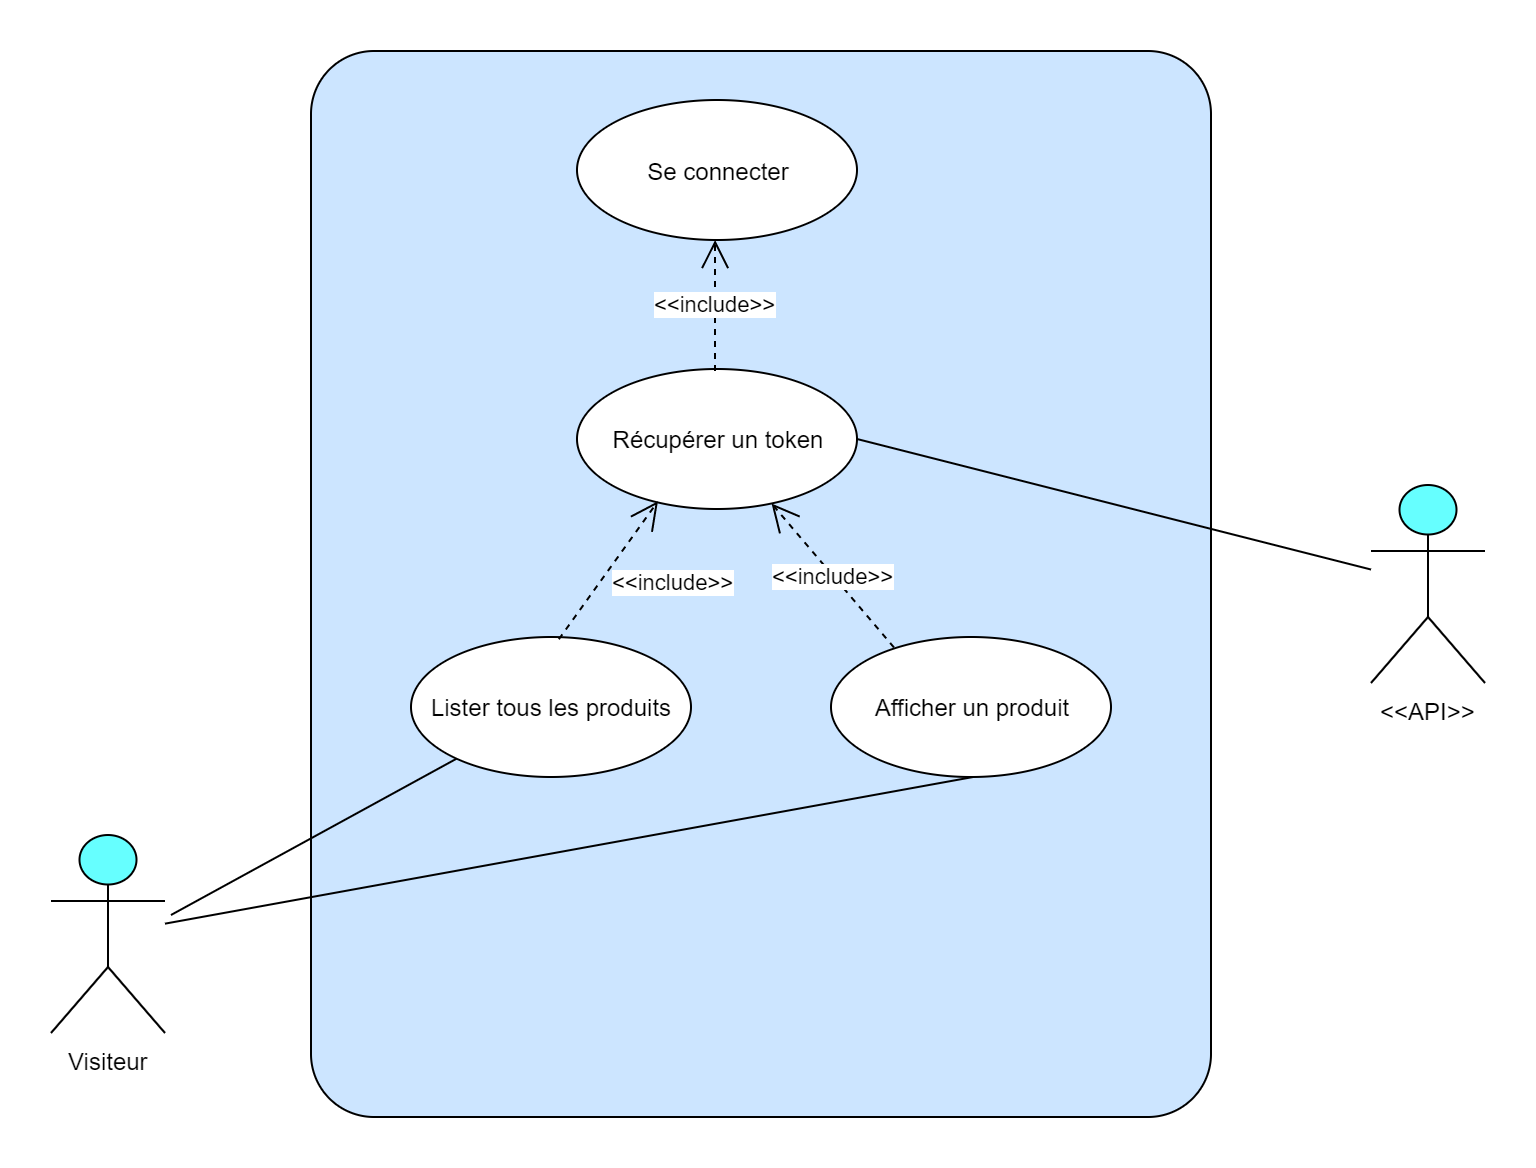 Se connecter
<<include>>
Récupérer un token
<<include>>
<<include>>
Lister tous les produits
Afficher un produit
<<API>>
Visiteur